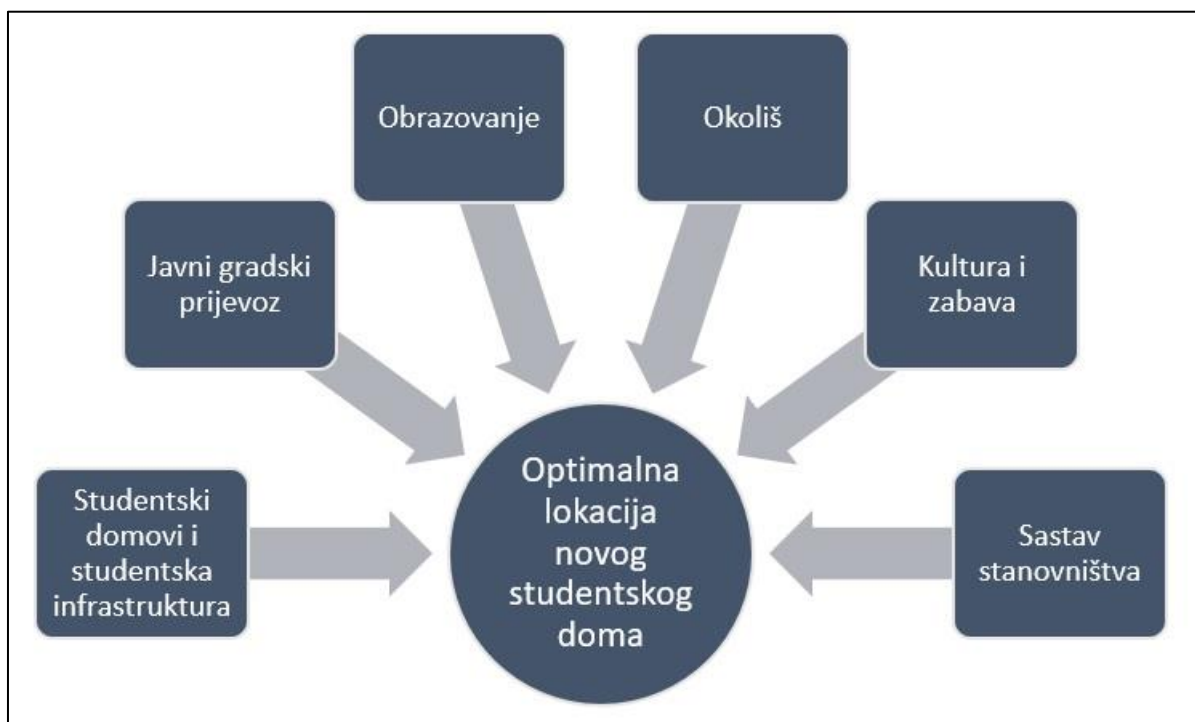 Obrazovanje
Okoliš
Javni gradski
prijevoz
Kultura i
zabava
Studentski
domovi i
studentska
infrastruktura
Optimalna
lokacija
novog
studentskog
doma
Sastav
stanovništva